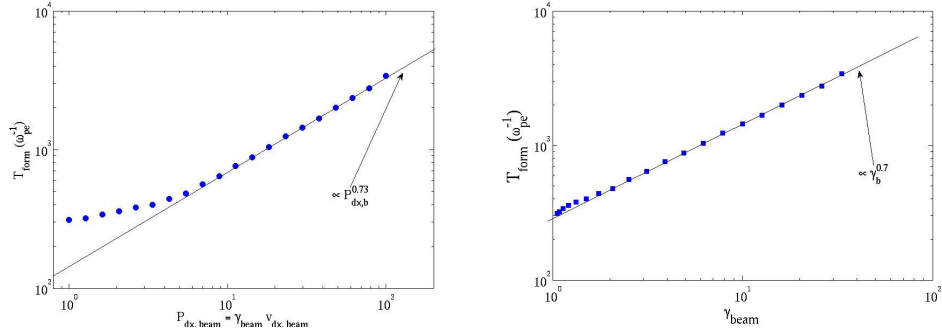 10^4
10^3
10^2
T_form (ω_pe^-1)
10^0
10^1
10^2
P_dx, beam = γ_beam v_dx, beam
∝ P_dx,b^0.73
10^4
10^3
10^2
T_form (ω_pe^-1)
10^0
10^1
10^2
γ_beam
∝ γ_b^0.7